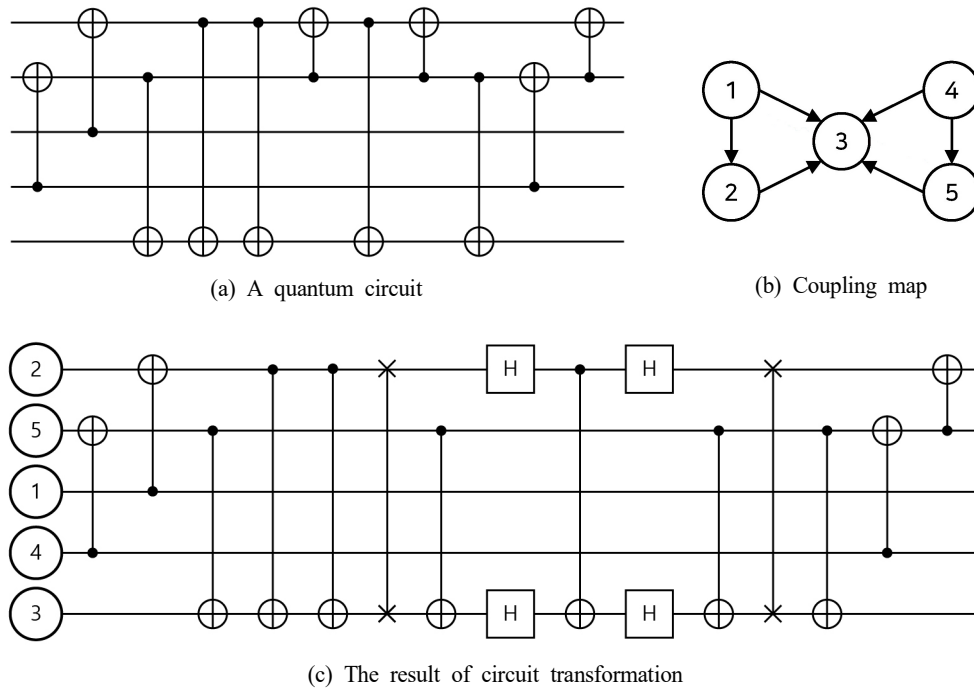 1
4
3
2
5
(a) A quantum circuit
(b) Coupling map
2
H
H
5
1
4
3
H
H
(c) The result of circuit transformation